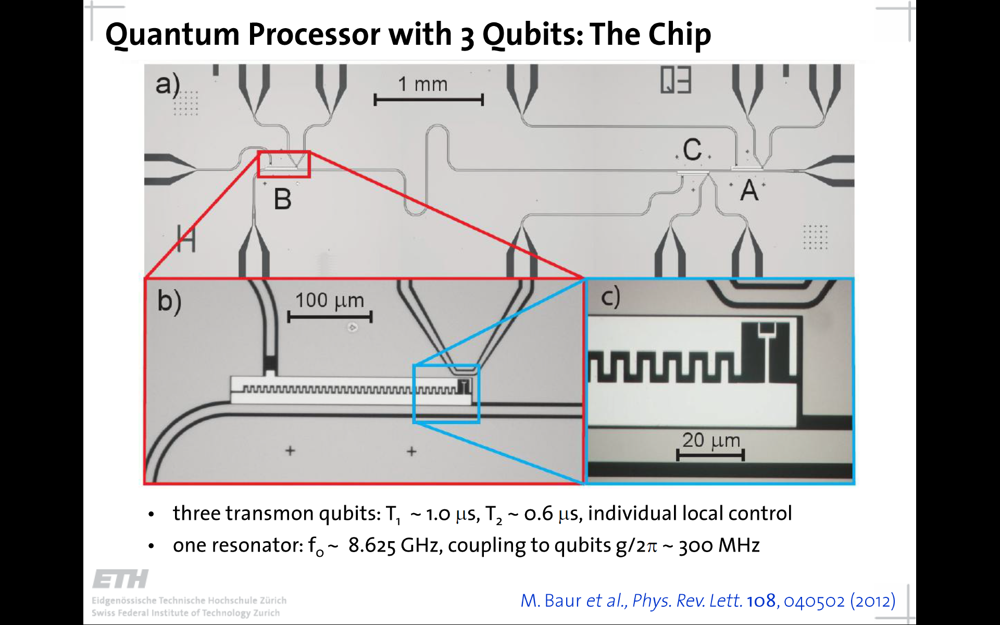 Quantum Processor with 3 Qubits: The Chip
a)
1 mm
Q3
C
B
A
H
b)
100 μm
c)
20 μm
• three transmon qubits: T₁ ~ 1.0 μs, T₂ ~ 0.6 μs, individual local control
• one resonator: f₀ ~ 8.625 GHz, coupling to qubits g/2π ~ 300 MHz
ETH
Eidgenössische Technische Hochschule Zürich
Swiss Federal Institute of Technology Zurich
M. Baur et al., Phys. Rev. Lett. 108, 040502 (2012)